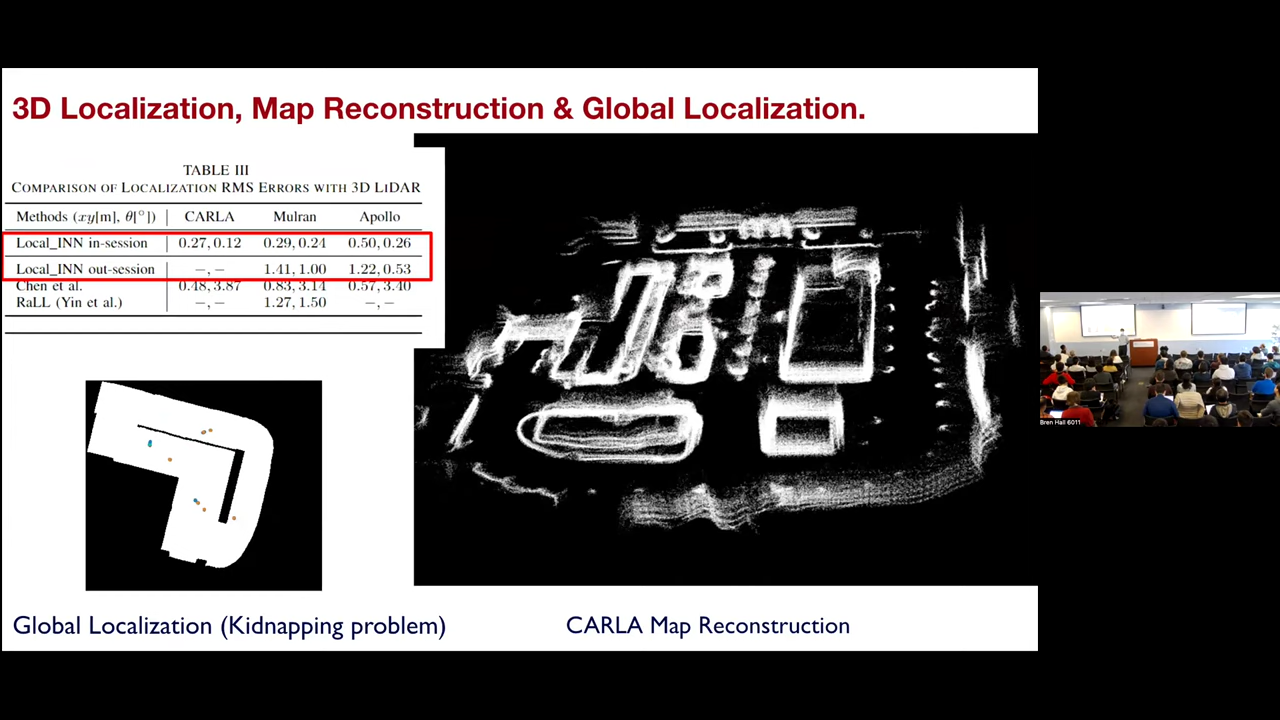 3D Localization, Map Reconstruction & Global Localization.
TABLE III
COMPARISON OF LOCALIZATION RMS ERRORS WITH 3D LIDAR
Methods (xy[m], θ[°]) CARLA Mulran Apollo
Local_INN in-session 0.27, 0.12 0.29, 0.24 0.50, 0.26
Local_INN out-session –, – 1.41, 1.00 1.22, 0.53
Chen et al. 0.48, 3.87 0.83, 3.14 0.57, 3.40
RaLL (Yin et al.) –, – 1.27, 1.50 –, –
Global Localization (Kidnapping problem)
CARLA Map Reconstruction
Bren Hall 6011